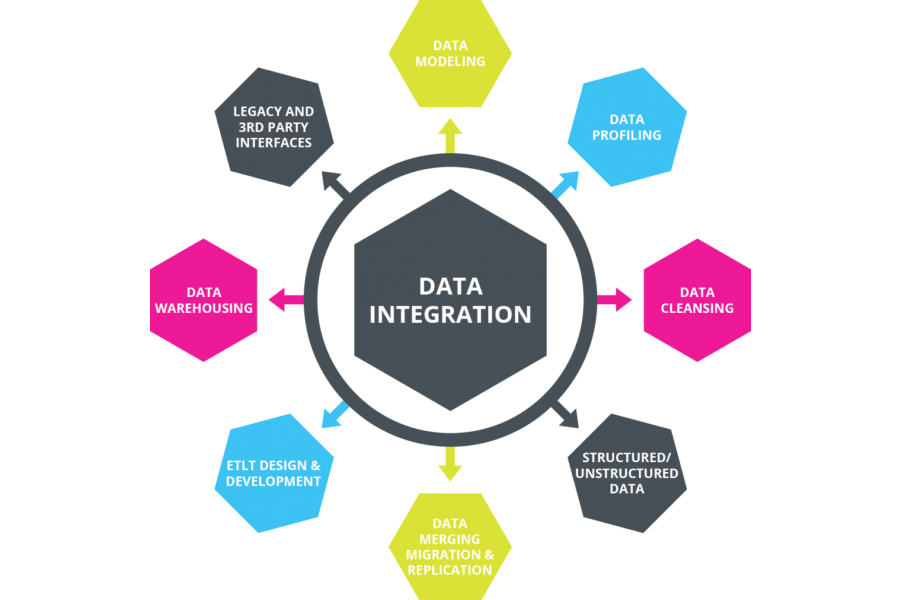 DATA
MODELING
LEGACY AND
3RD PARTY
INTERFACES
DATA
PROFILING
DATA
WAREHOUSING
DATA
INTEGRATION
DATA
CLEANSING
ETLT DESIGN &
DEVELOPMENT
STRUCTURED/
UNSTRUCTURED
DATA
DATA
MERGING
MIGRATION &
REPLICATION